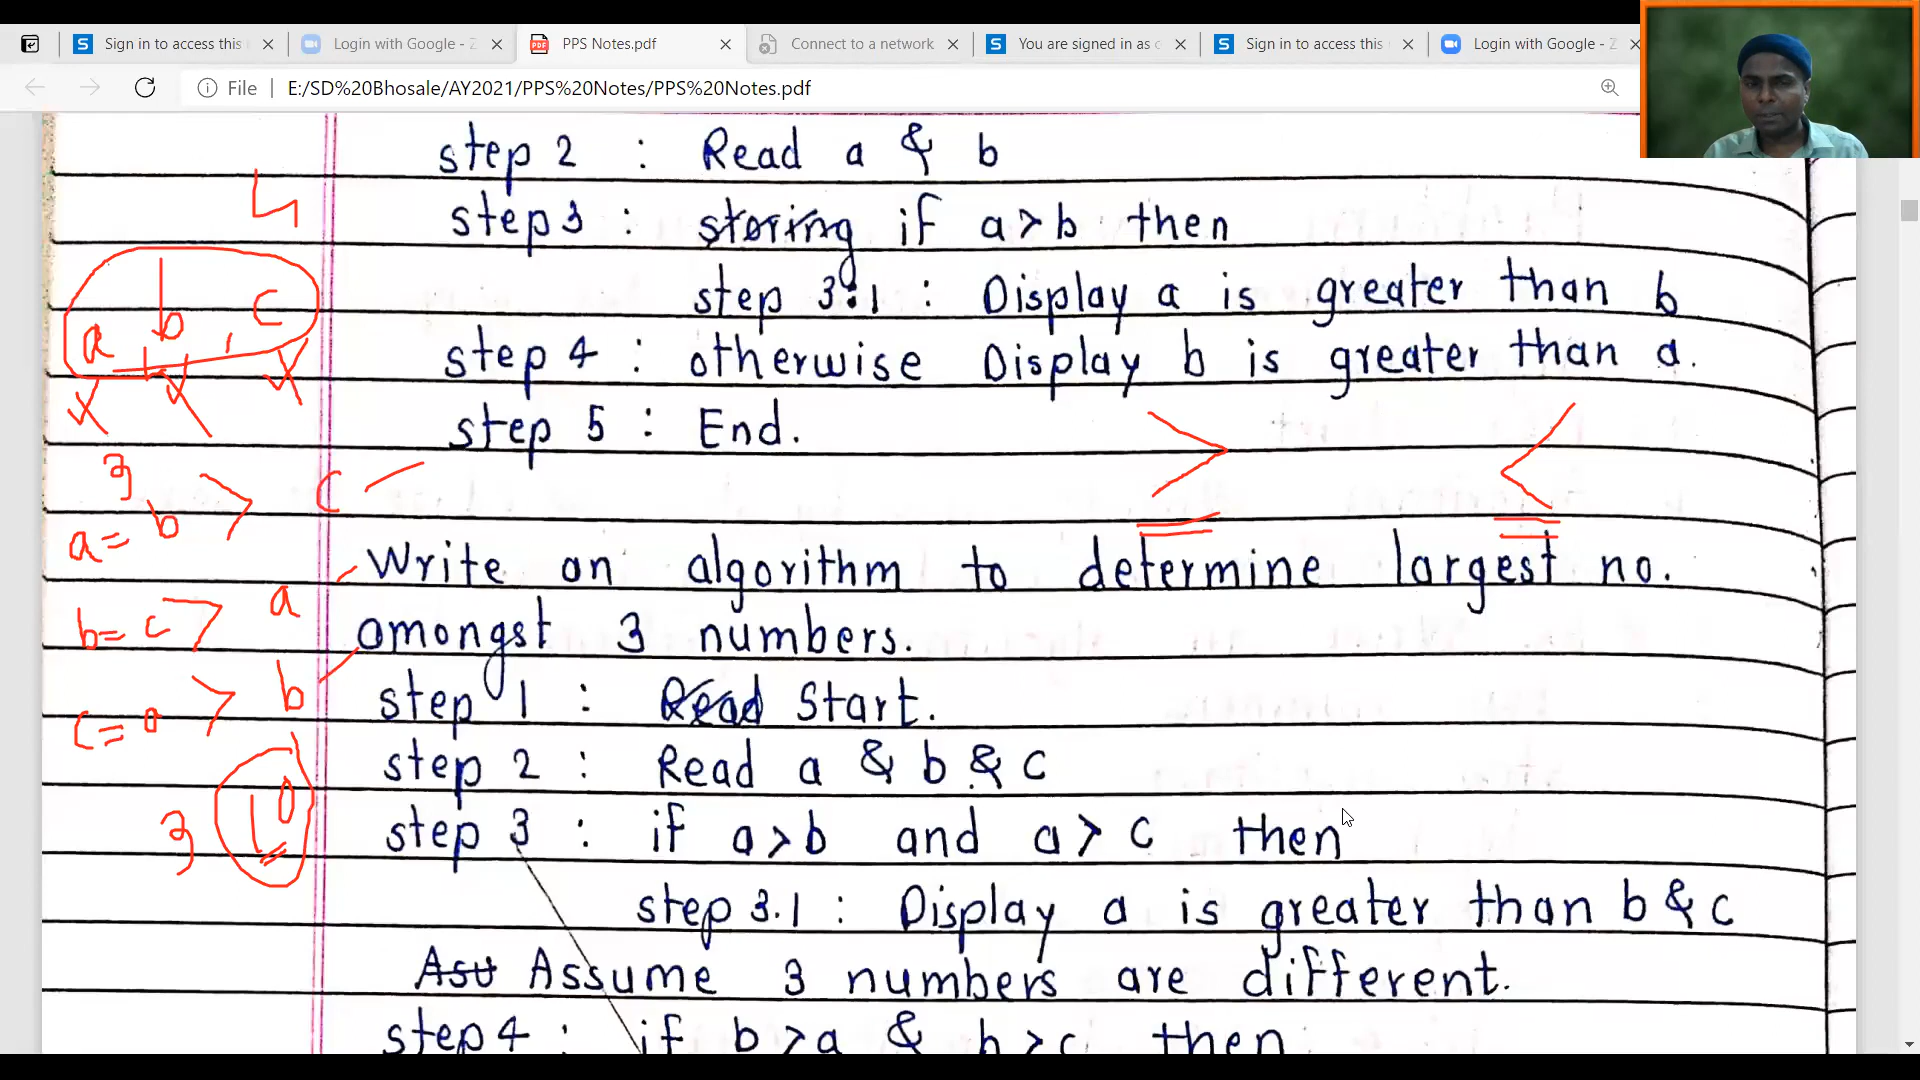 Sign in to access this
Login with Google - Z
PPS Notes.pdf
Connect to a network
You are signed in as c
Sign in to access this
Login with Google - Z
File | E:/SD%20Bhosale/AY2021/PPS%20Notes/PPS%20Notes.pdf
step 2 : Read a & b
step 3 : storing if a > b then
step 3.1 : Display a is greater than b
step 4 : otherwise Display b is greater than a.
step 5 : End.
a b , c
3
a = b > c
b = c > a
c = a > b
3 10
> <
Write an algorithm to determine largest no.
amongst 3 numbers.
step 1 : Read Start.
step 2 : Read a & b & c
step 3 : if a > b and a > c then
step 3.1 : Display a is greater than b & c
Asu Assume 3 numbers are different.
step 4 : if b > a & b > c then